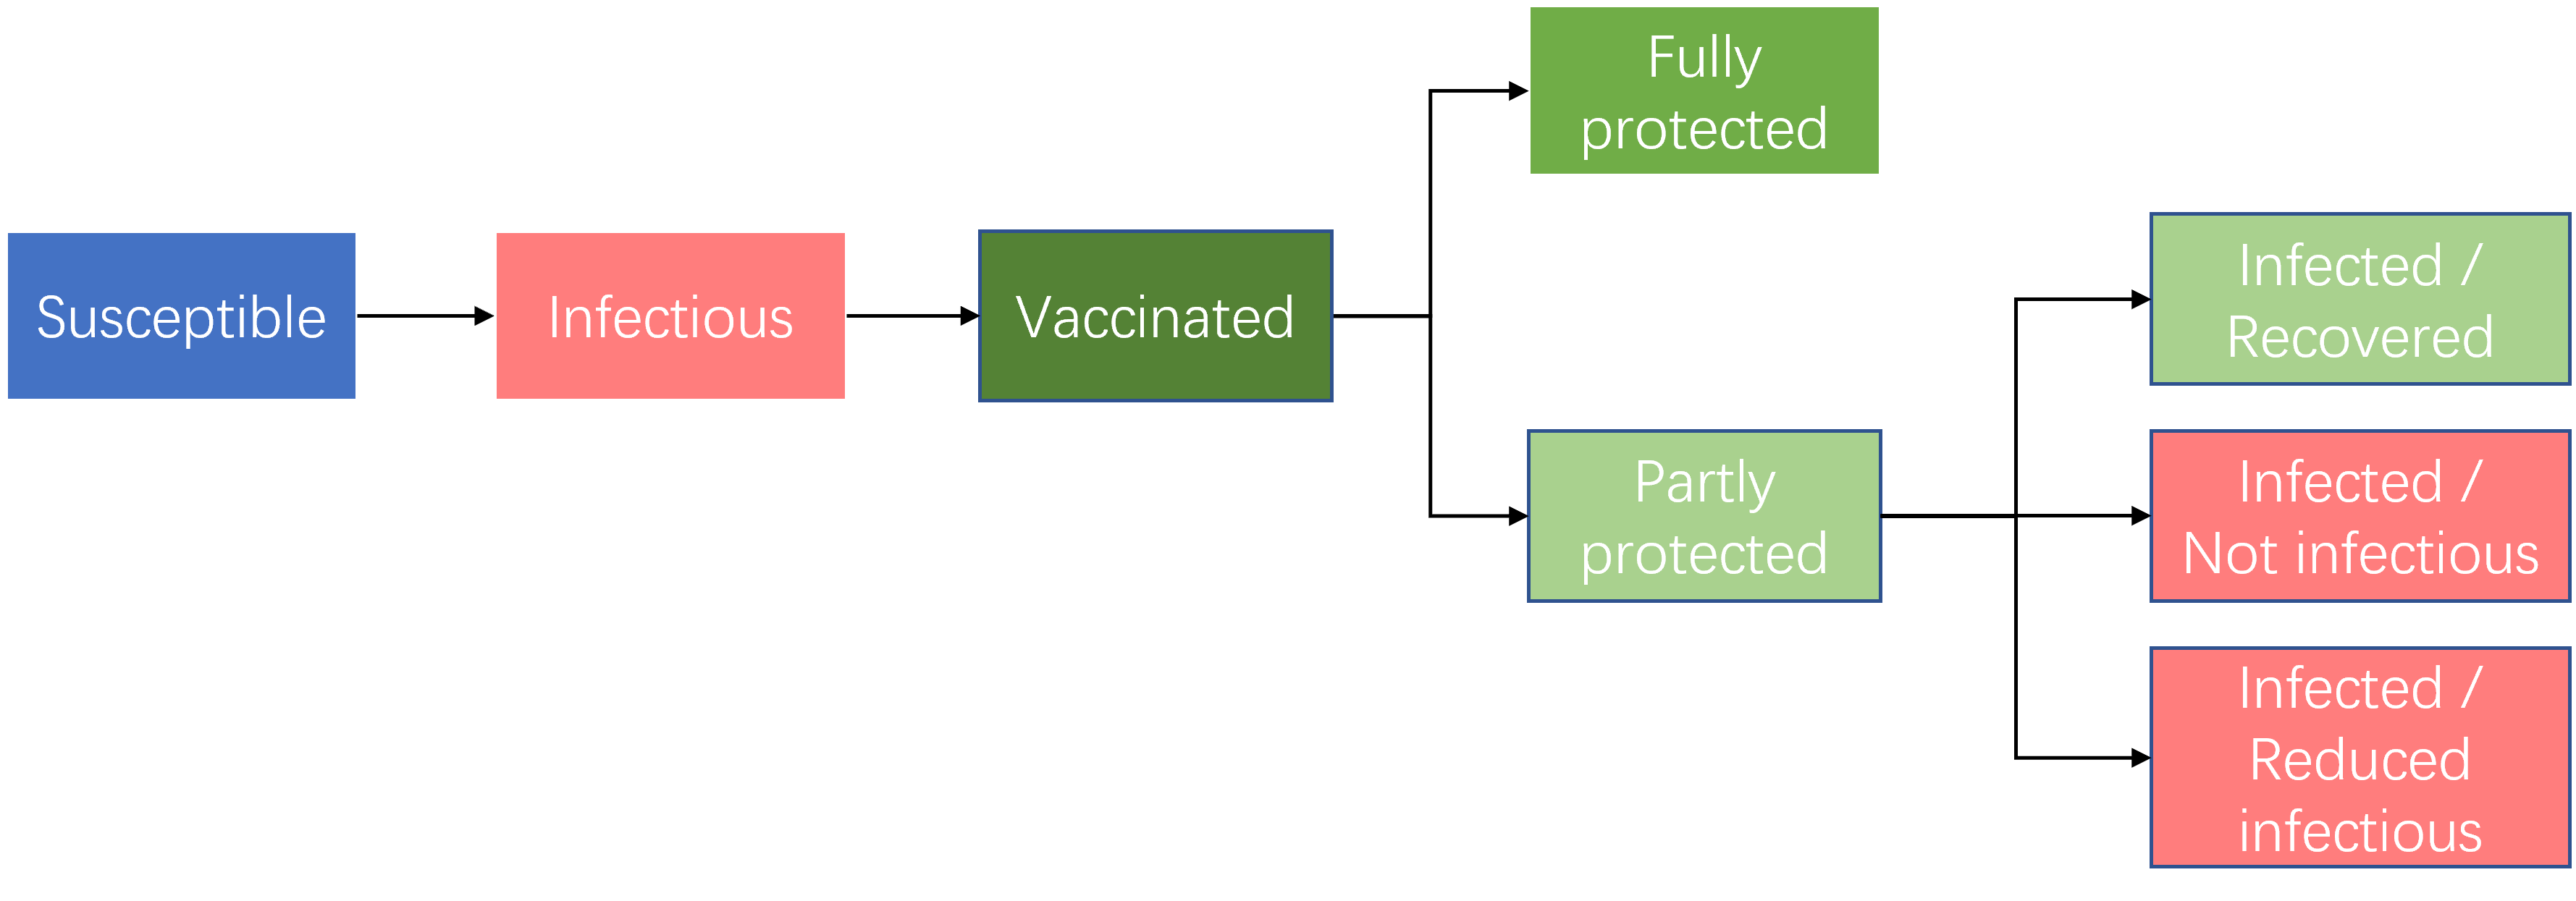 Susceptible
Infectious
Vaccinated
Fully
protected
Partly
protected
Infected /
Recovered
Infected /
Not infectious
Infected /
Reduced
infectious